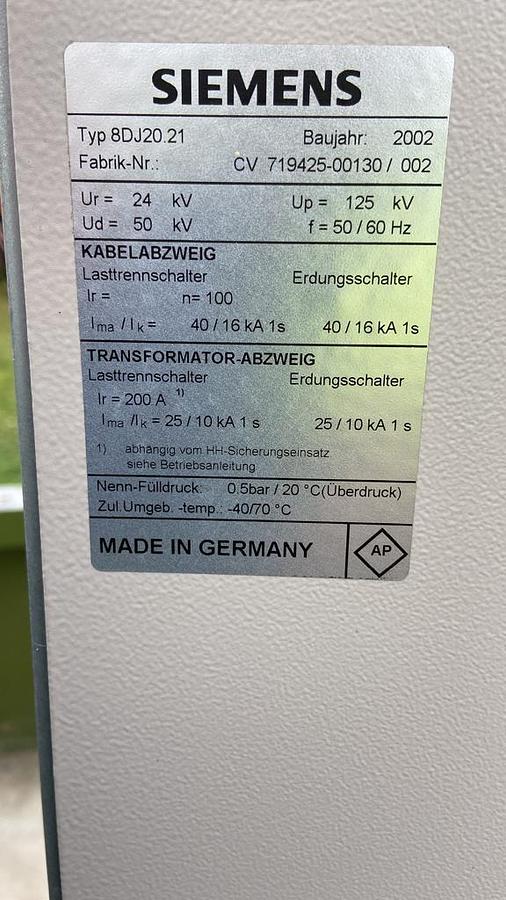 SIEMENS
Typ 8DJ20.21 Baujahr: 2002
Fabrik-Nr.: CV 719425-00130 / 002
Ur = 24 kV Up = 125 kV
Ud = 50 kV f = 50 / 60 Hz
KABELABZWEIG
Lasttrennschalter Erdungsschalter
Ir = n= 100
Ima / Ik = 40 / 16 kA 1s 40 / 16 kA 1s
TRANSFORMATOR-ABZWEIG
Lasttrennschalter Erdungsschalter
Ir = 200 A 1)
Ima /Ik = 25 / 10 kA 1 s 25 / 10 kA 1 s
1) abhängig vom HH-Sicherungseinsatz
siehe Betriebsanleitung
Nenn-Fülldruck: 0.5bar / 20 °C(Überdruck)
Zul.Umgeb. -temp.: -40/70 °C
MADE IN GERMANY AP